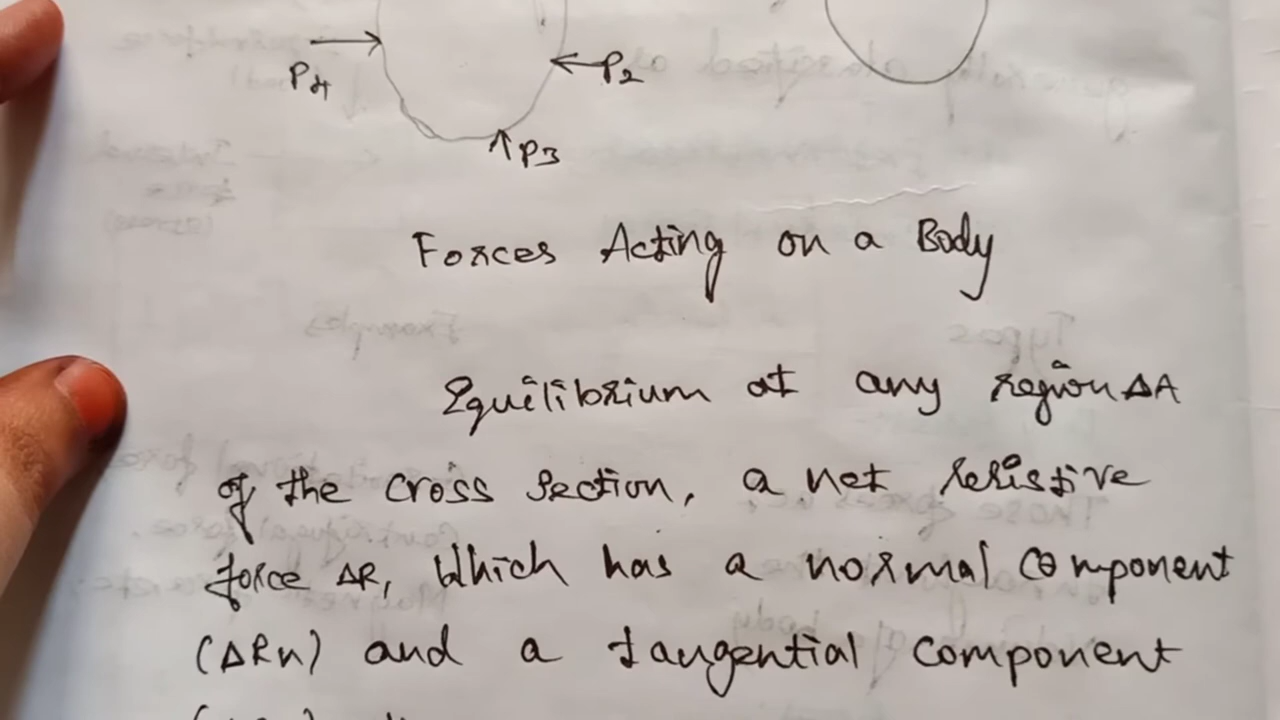 P4
P2
P3
Forces Acting on a Body
Equilibrium at any region ΔA
of the cross section, a net resistive
force ΔR, which has a normal component
(ΔRn) and a tangential component